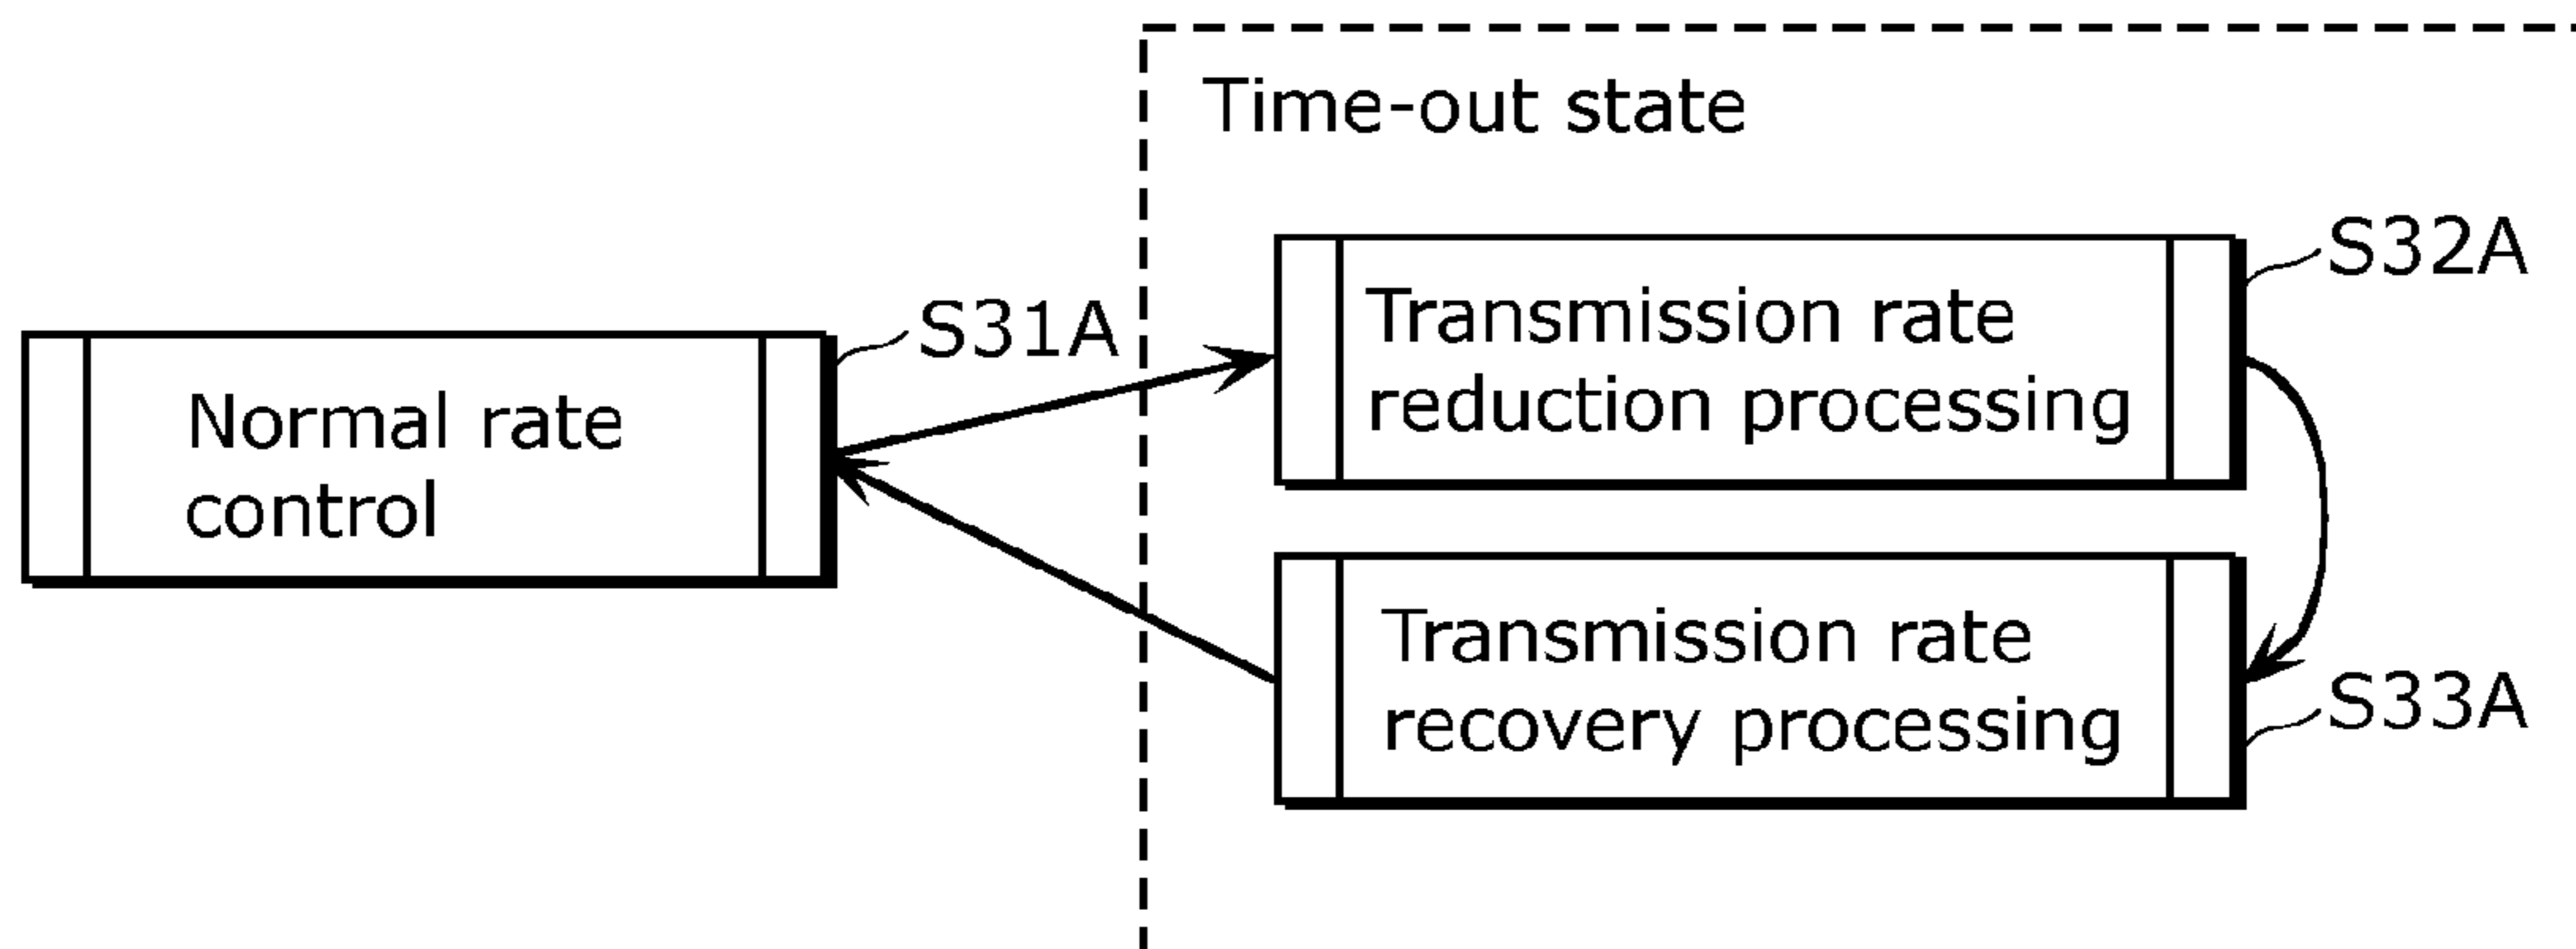 Time-out state
S31A
Normal rate
control
S32A
Transmission rate
reduction processing
Transmission rate
recovery processing
S33A